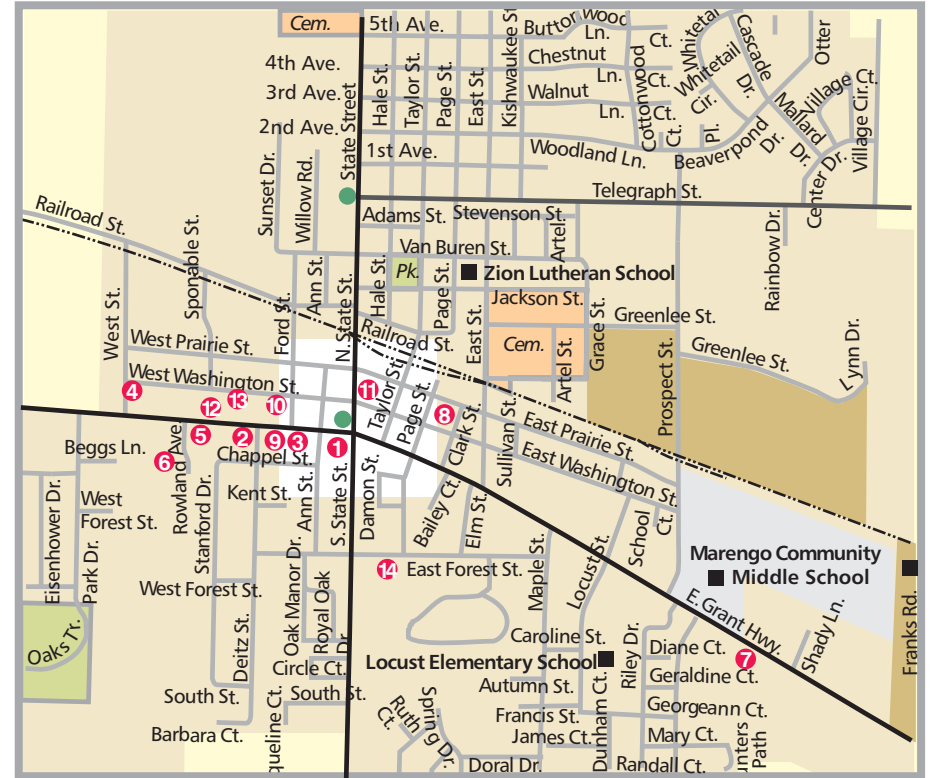 Cem.
5th Ave.
Button Wood
Ln.
Ct.
Whitetail
Cascade
Dr.
Otter
4th Ave.
Chestnut
Ln.
Ct.
Whitetail
Cir.
Village Ct.
3rd Ave.
Walnut
Ln.
Ct.
Mallard
Dr.
Village Cir.
2nd Ave.
State Street
Hale St.
Taylor St.
Page St.
East St.
Kishwaukee St
Cottonwood
Ct.
Pl.
Beaverpond
Dr.
1st Ave.
Woodland Ln.
Center Dr.
Telegraph St.
Sunset Dr.
Willow Rd.
Railroad St.
Adams St.
Stevenson St.
Artel
Van Buren St.
Sponable St.
Pk.
Zion Lutheran School
Rainbow Dr.
Ann St.
Hale St.
Page St.
Jackson St.
Greenlee St.
West St.
Ford St.
N. State St.
Railroad St.
East St.
Cem.
Artel St.
Grace St.
Prospect St.
Greenlee St.
Lynn Dr.
West Prairie St.
West Washington St.
4
12
13
10
11
Taylor St.
Page St.
8
Clark St.
Sullivan St.
East Prairie St.
East Washington St.
Beggs Ln.
6
5
2
9
3
1
Chappel St.
Rowland Ave.
Stanford Dr.
Kent St.
Ann St.
S. State St.
Damon St.
Bailey Ct.
Elm St.
School
Ct.
West
Forest St.
Eisenhower Dr.
Park Dr.
Marengo Community
Middle School
14
East Forest St.
Maple St.
Locust St.
West Forest St.
Oak Manor Dr.
Royal Oak
Dr.
E. Grant Hwy.
Shady Ln.
Franks Rd.
Oaks Tr.
Deitz St.
Caroline St.
Locust Elementary School
Riley Dr.
Diane Ct.
7
Circle Ct.
Geraldine Ct.
South St.
South St.
Autumn St.
Dunham Ct.
Georgeann Ct.
Barbara Ct.
queline Ct.
Ruth
Ct.
Spring Dr.
Francis St.
James Ct.
Mary Ct.
unters
Path
Doral Dr.
Randall Ct.